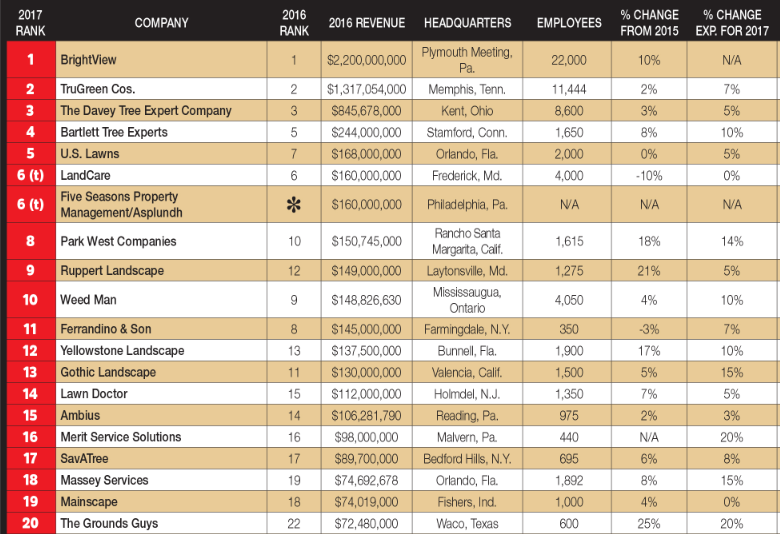 2017 RANK COMPANY 2016 RANK 2016 REVENUE HEADQUARTERS EMPLOYEES % CHANGE FROM 2015 % CHANGE EXP. FOR 2017
1 BrightView 1 $2,200,000,000 Plymouth Meeting, Pa. 22,000 10% N/A
2 TruGreen Cos. 2 $1,317,054,000 Memphis, Tenn. 11,444 2% 7%
3 The Davey Tree Expert Company 3 $845,678,000 Kent, Ohio 8,600 3% 5%
4 Bartlett Tree Experts 5 $244,000,000 Stamford, Conn. 1,650 8% 10%
5 U.S. Lawns 7 $168,000,000 Orlando, Fla. 2,000 0% 5%
6 (t) LandCare 6 $160,000,000 Frederick, Md. 4,000 -10% 0%
6 (t) Five Seasons Property Management/Asplundh * $160,000,000 Philadelphia, Pa. N/A N/A N/A
8 Park West Companies 10 $150,745,000 Rancho Santa Margarita, Calif. 1,615 18% 14%
9 Ruppert Landscape 12 $149,000,000 Laytonsville, Md. 1,275 21% 5%
10 Weed Man 9 $148,826,630 Mississaugua, Ontario 4,050 4% 10%
11 Ferrandino & Son 8 $145,000,000 Farmingdale, N.Y. 350 -3% 7%
12 Yellowstone Landscape 13 $137,500,000 Bunnell, Fla. 1,900 17% 10%
13 Gothic Landscape 11 $130,000,000 Valencia, Calif. 1,500 5% 15%
14 Lawn Doctor 15 $112,000,000 Holmdel, N.J. 1,350 7% 5%
15 Ambius 14 $106,281,790 Reading, Pa. 975 2% 3%
16 Merit Service Solutions 16 $98,000,000 Malvern, Pa. 440 N/A 20%
17 SavATree 17 $89,700,000 Bedford Hills, N.Y. 695 6% 8%
18 Massey Services 19 $74,692,678 Orlando, Fla. 1,892 8% 15%
19 Mainscape 18 $74,019,000 Fishers, Ind. 1,000 4% 0%
20 The Grounds Guys 22 $72,480,000 Waco, Texas 600 25% 20%